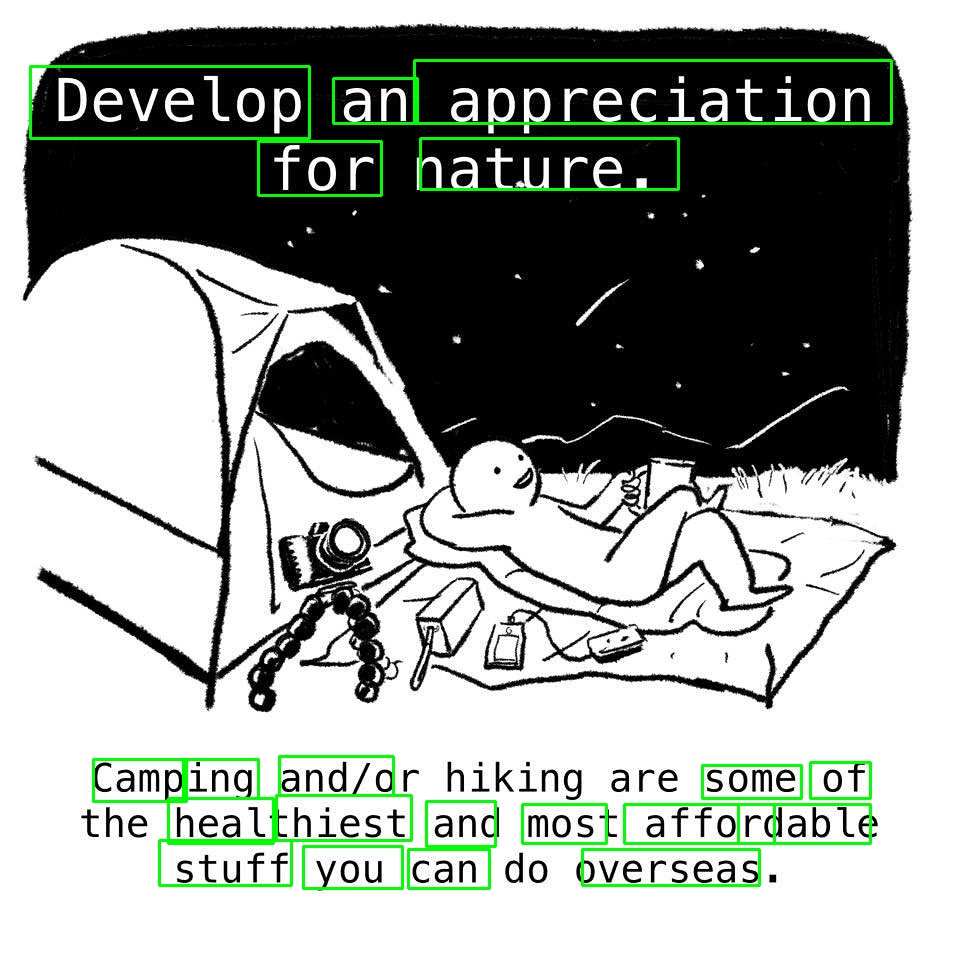 Develop an appreciation
for nature.
Camping and/or hiking are some of
the healthiest and most affordable
stuff you can do overseas.